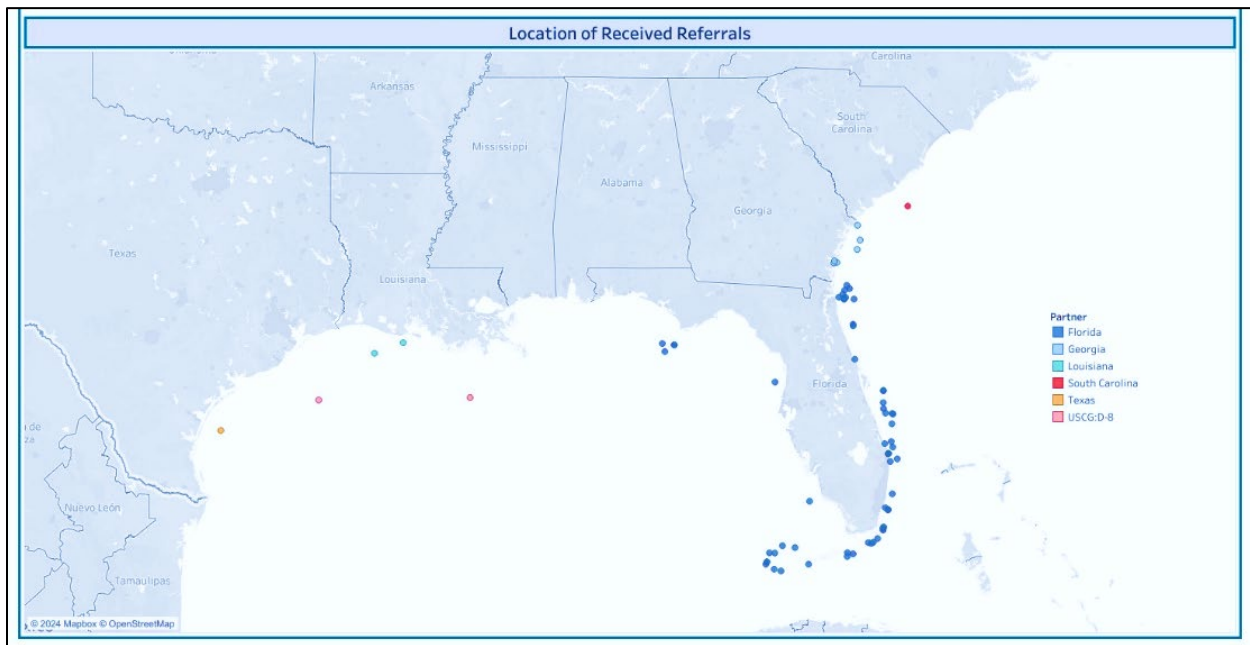 Location of Received Referrals
Oklahoma
Carolina
Arkansas
South
Carolina
Mississippi
Alabama
Georgia
Texas
Louisiana
Partner
Florida
Georgia
Louisiana
South Carolina
Texas
USCG:D-8
Florida
Nuevo León
Tamaulipas
© 2024 Mapbox © OpenStreetMap